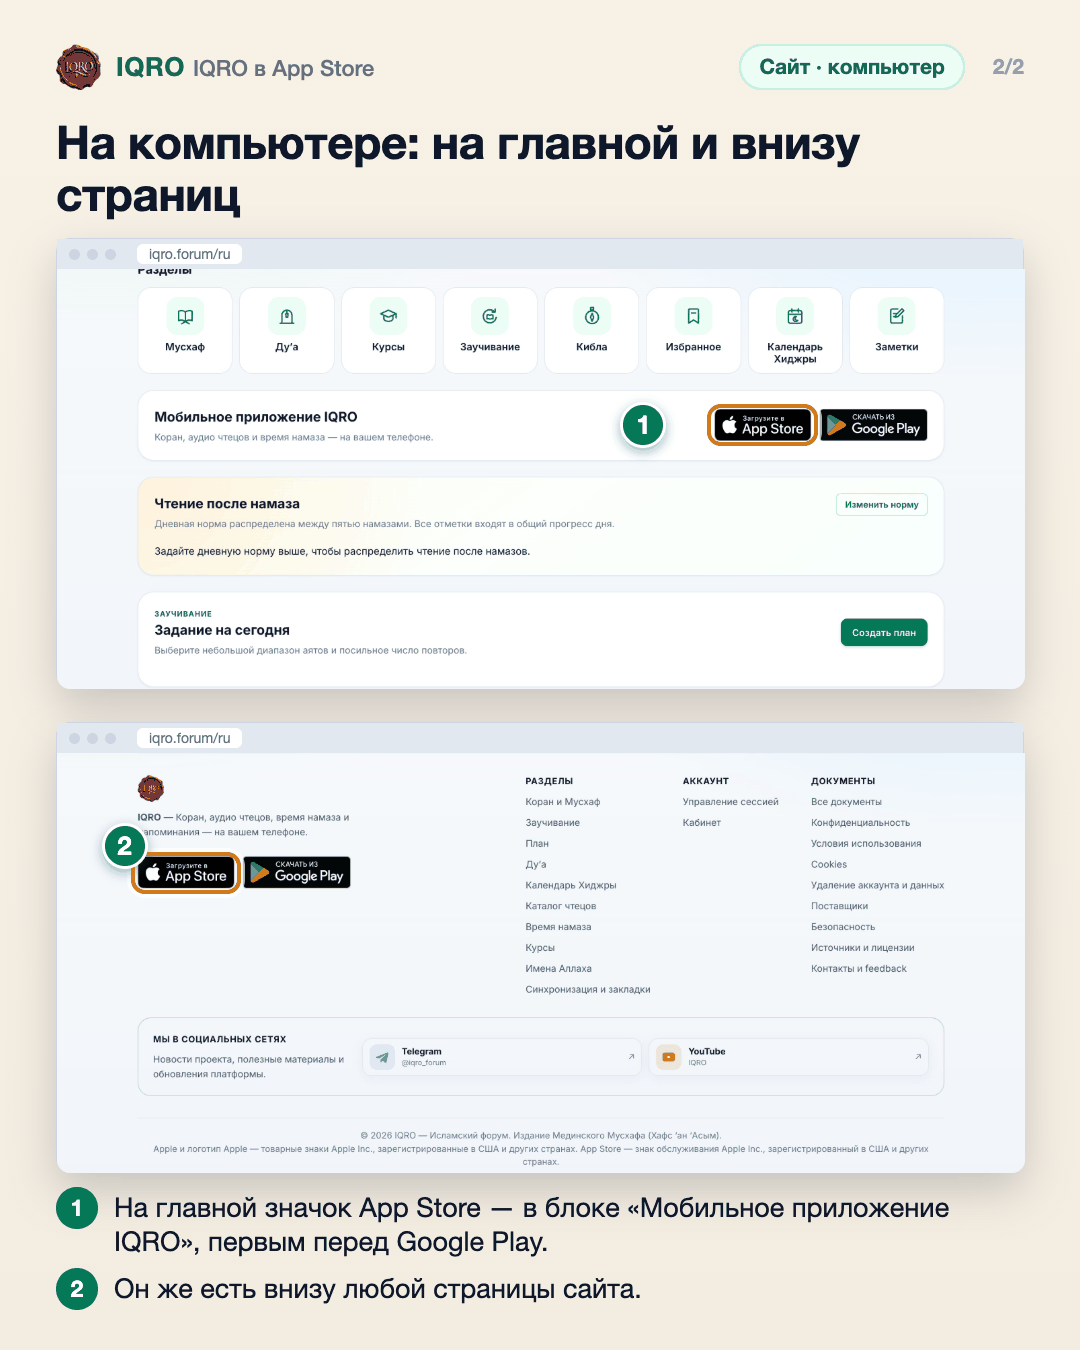 IQRO IQRO в App Store
Сайт · компьютер
2/2
На компьютере: на главной и внизу
страниц
iqro.forum/ru
Разделы
Мусхаф
Ду‘а
Курсы
Заучивание
Кибла
Избранное
Календарь
Хиджры
Заметки
Мобильное приложение IQRO
Коран, аудио чтецов и время намаза — на вашем телефоне.
1
Загрузите в
App Store
СКАЧАТЬ ИЗ
Google Play
Чтение после намаза
Дневная норма распределена между пятью намазами. Все отметки входят в общий прогресс дня.
Задайте дневную норму выше, чтобы распределить чтение после намазов.
Изменить норму
ЗАУЧИВАНИЕ
Задание на сегодня
Выберите небольшой диапазон аятов и посильное число повторов.
Создать план
iqro.forum/ru
IQRO — Коран, аудио чтецов, время намаза и
апоминания — на вашем телефоне.
2
Загрузите в
App Store
СКАЧАТЬ ИЗ
Google Play
РАЗДЕЛЫ
Коран и Мусхаф
Заучивание
План
Ду‘а
Календарь Хиджры
Каталог чтецов
Время намаза
Курсы
Имена Аллаха
Синхронизация и закладки
АККАУНТ
Управление сессией
Кабинет
ДОКУМЕНТЫ
Все документы
Конфиденциальность
Условия использования
Cookies
Удаление аккаунта и данных
Поставщики
Безопасность
Источники и лицензии
Контакты и feedback
МЫ В СОЦИАЛЬНЫХ СЕТЯХ
Новости проекта, полезные материалы и
обновления платформы.
Telegram
@iqro_forum
YouTube
IQRO
© 2026 IQRO — Исламский форум. Издание Мединского Мусхафа (Хафс ‘ан ‘Асым).
Apple и логотип Apple — товарные знаки Apple Inc., зарегистрированные в США и других странах. App Store — знак обслуживания Apple Inc., зарегистрированный в США и других
странах.
1 На главной значок App Store — в блоке «Мобильное приложение
IQRO», первым перед Google Play.
2 Он же есть внизу любой страницы сайта.